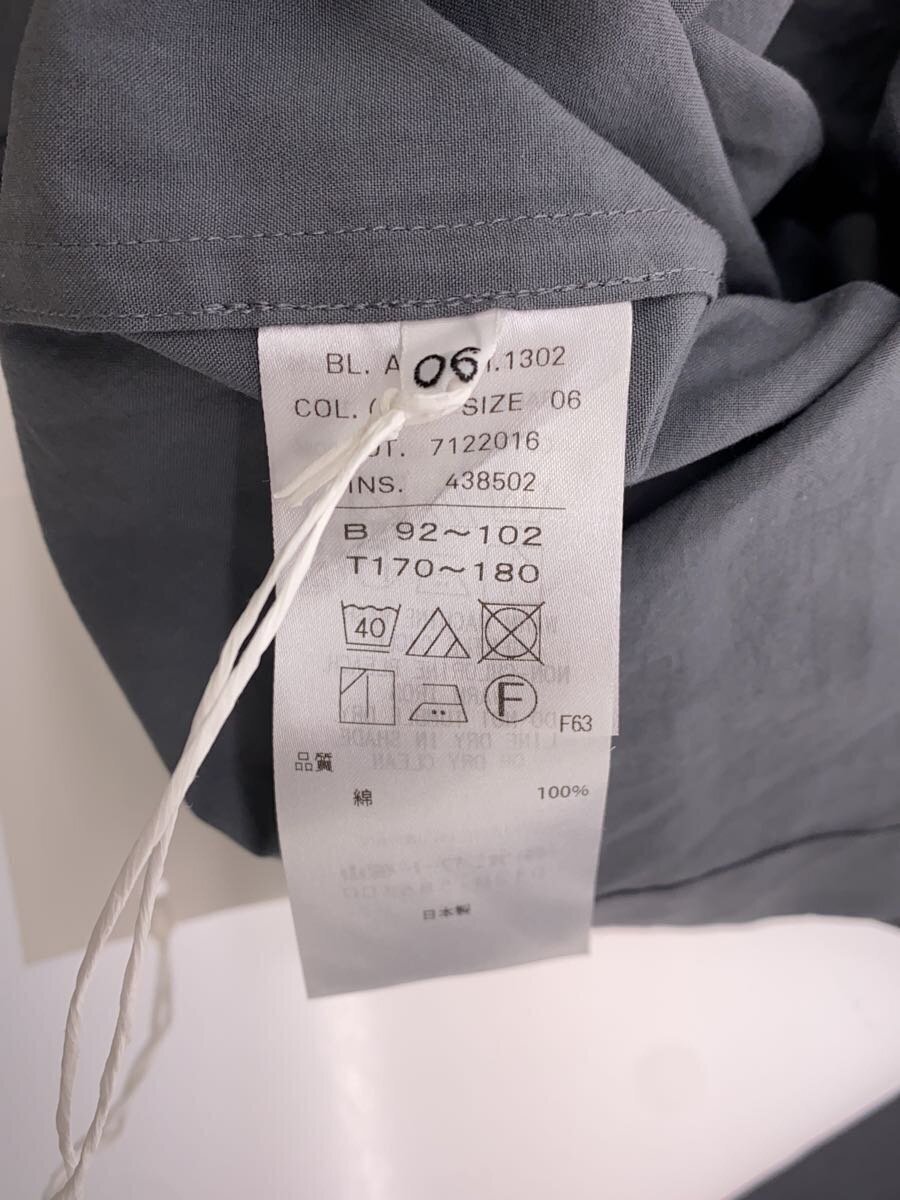 06
BL. A .1302
COL. SIZE 06
7122016
INS. 438502
B 92~102
T170~180
40
F
F63
品質
綿 100%
日本製